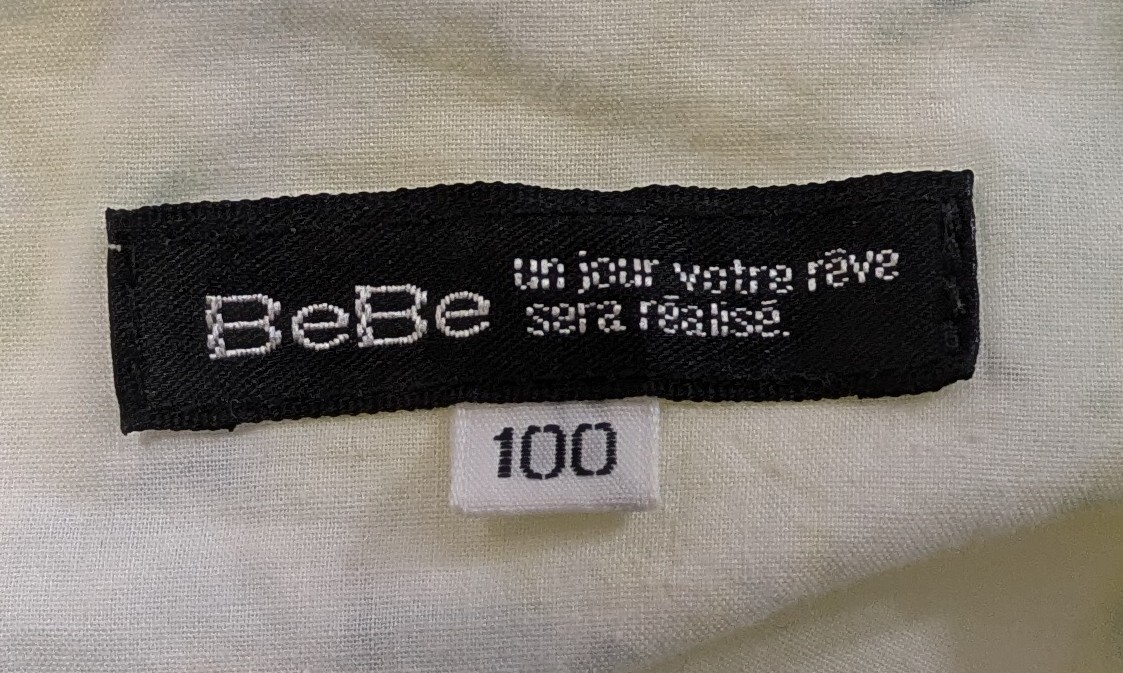 BeBe
un jour votre rêve
sera réalisé.
100